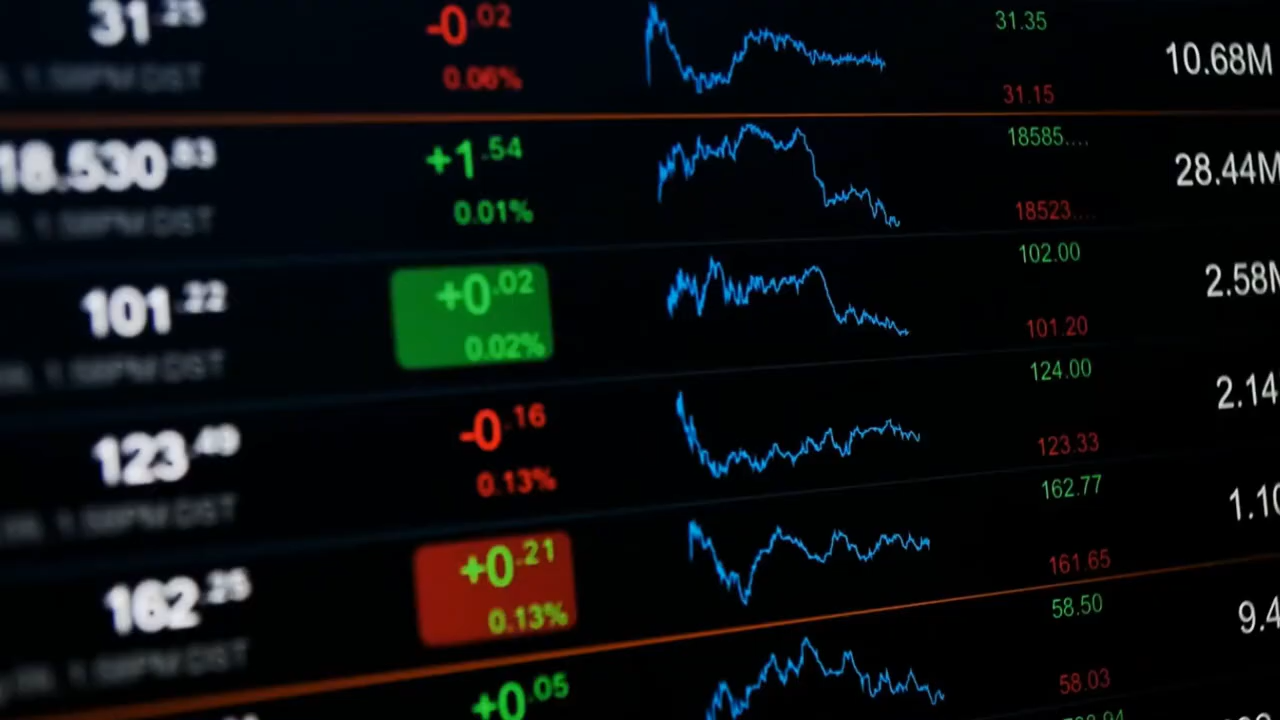 31.25 -0.02 31.35 10.68M
0.06% 31.15
18.530.83 +1.54 18585.... 28.44M
0.01% 18523....
101.22 +0.02 102.00 2.58M
0.02% 101.20
123.49 -0.16 124.00 2.14
0.13% 123.33
162.25 +0.21 162.77 1.10
0.13% 161.65
+0.05 58.50 9.4
58.03